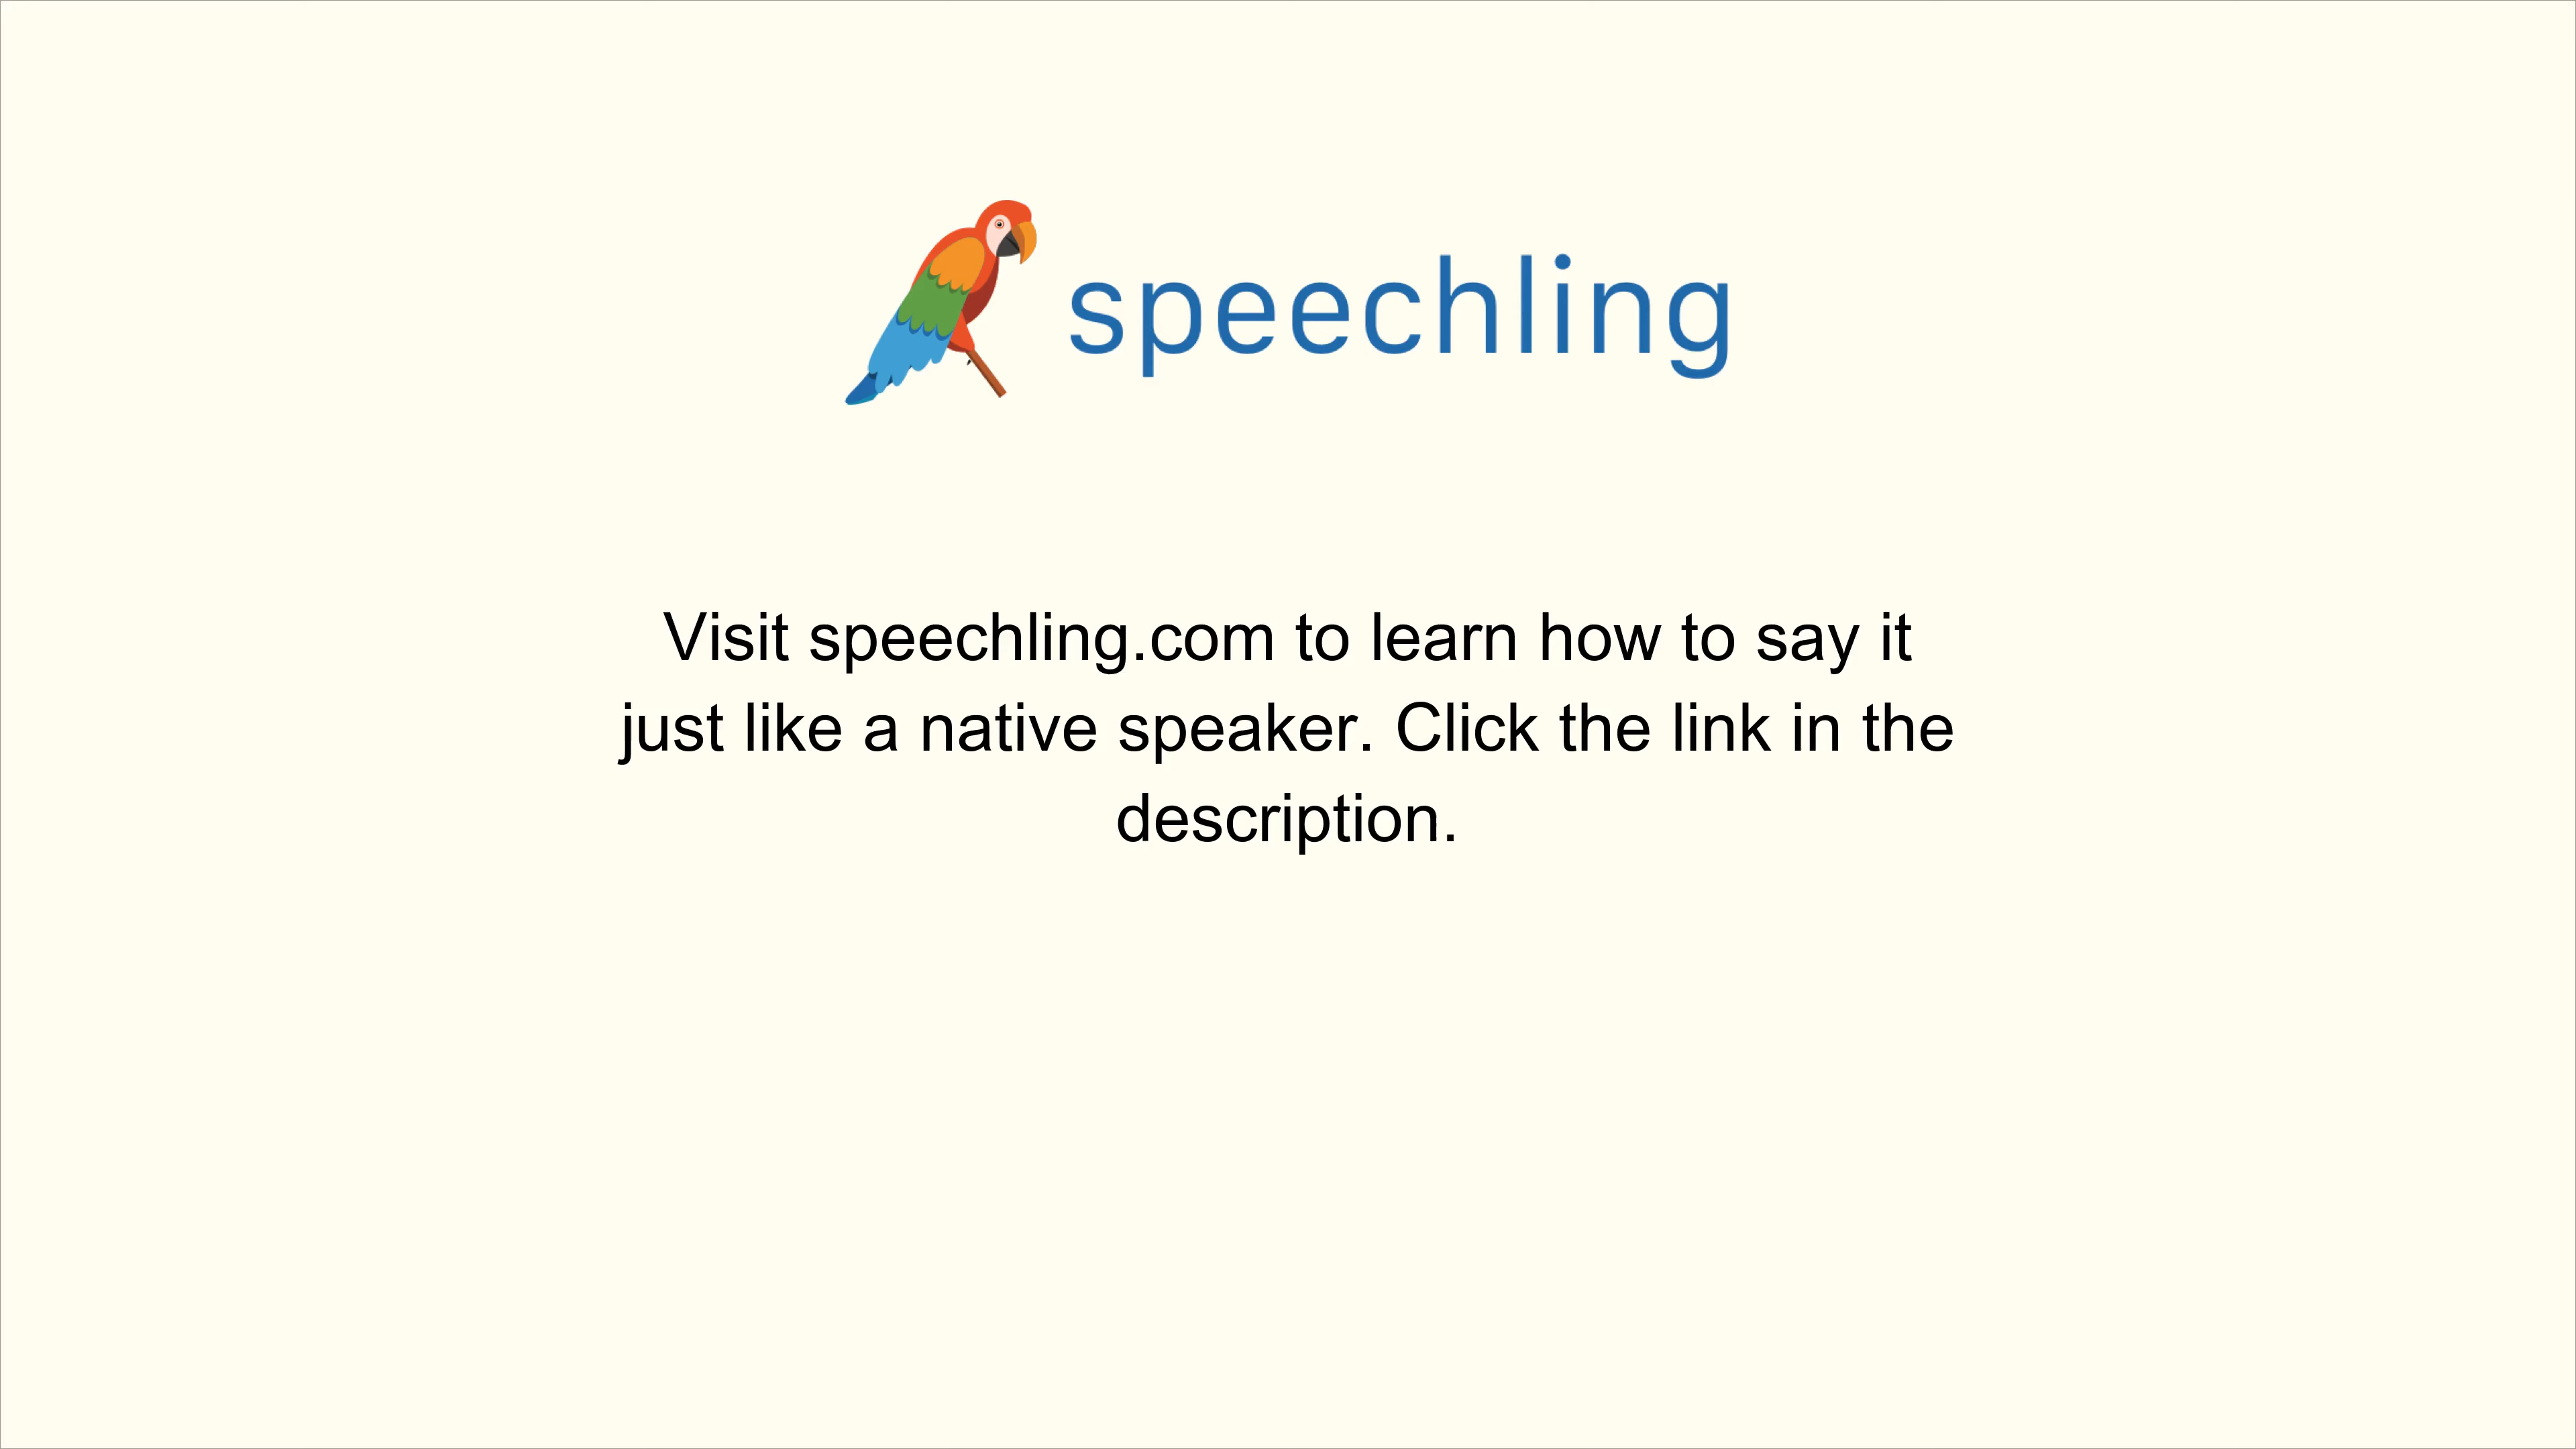 speechling
Visit speechling.com to learn how to say it
just like a native speaker. Click the link in the
description.